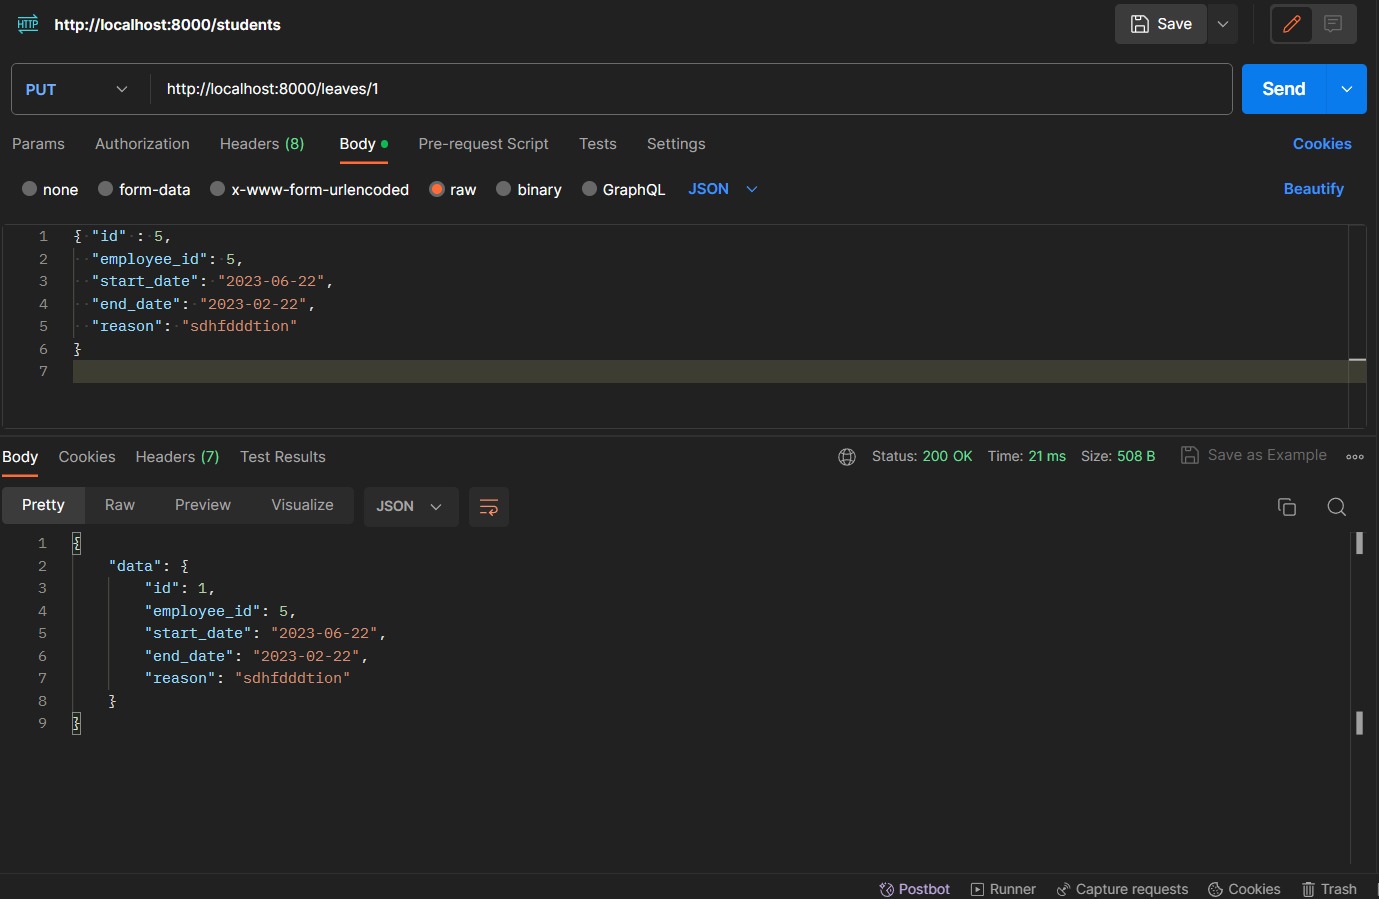 HTTP http://localhost:8000/students Save
PUT http://localhost:8000/leaves/1 Send
Params Authorization Headers (8) Body Pre-request Script Tests Settings Cookies
none form-data x-www-form-urlencoded raw binary GraphQL JSON Beautify
1 { "id" : 5,
2 "employee_id": 5,
3 "start_date": "2023-06-22",
4 "end_date": "2023-02-22",
5 "reason": "sdhfdddtion"
6 }
7
Body Cookies Headers (7) Test Results Status: 200 OK Time: 21 ms Size: 508 B Save as Example
Pretty Raw Preview Visualize JSON
1 {
2 "data": {
3 "id": 1,
4 "employee_id": 5,
5 "start_date": "2023-06-22",
6 "end_date": "2023-02-22",
7 "reason": "sdhfdddtion"
8 }
9 }
Postbot Runner Capture requests Cookies Trash